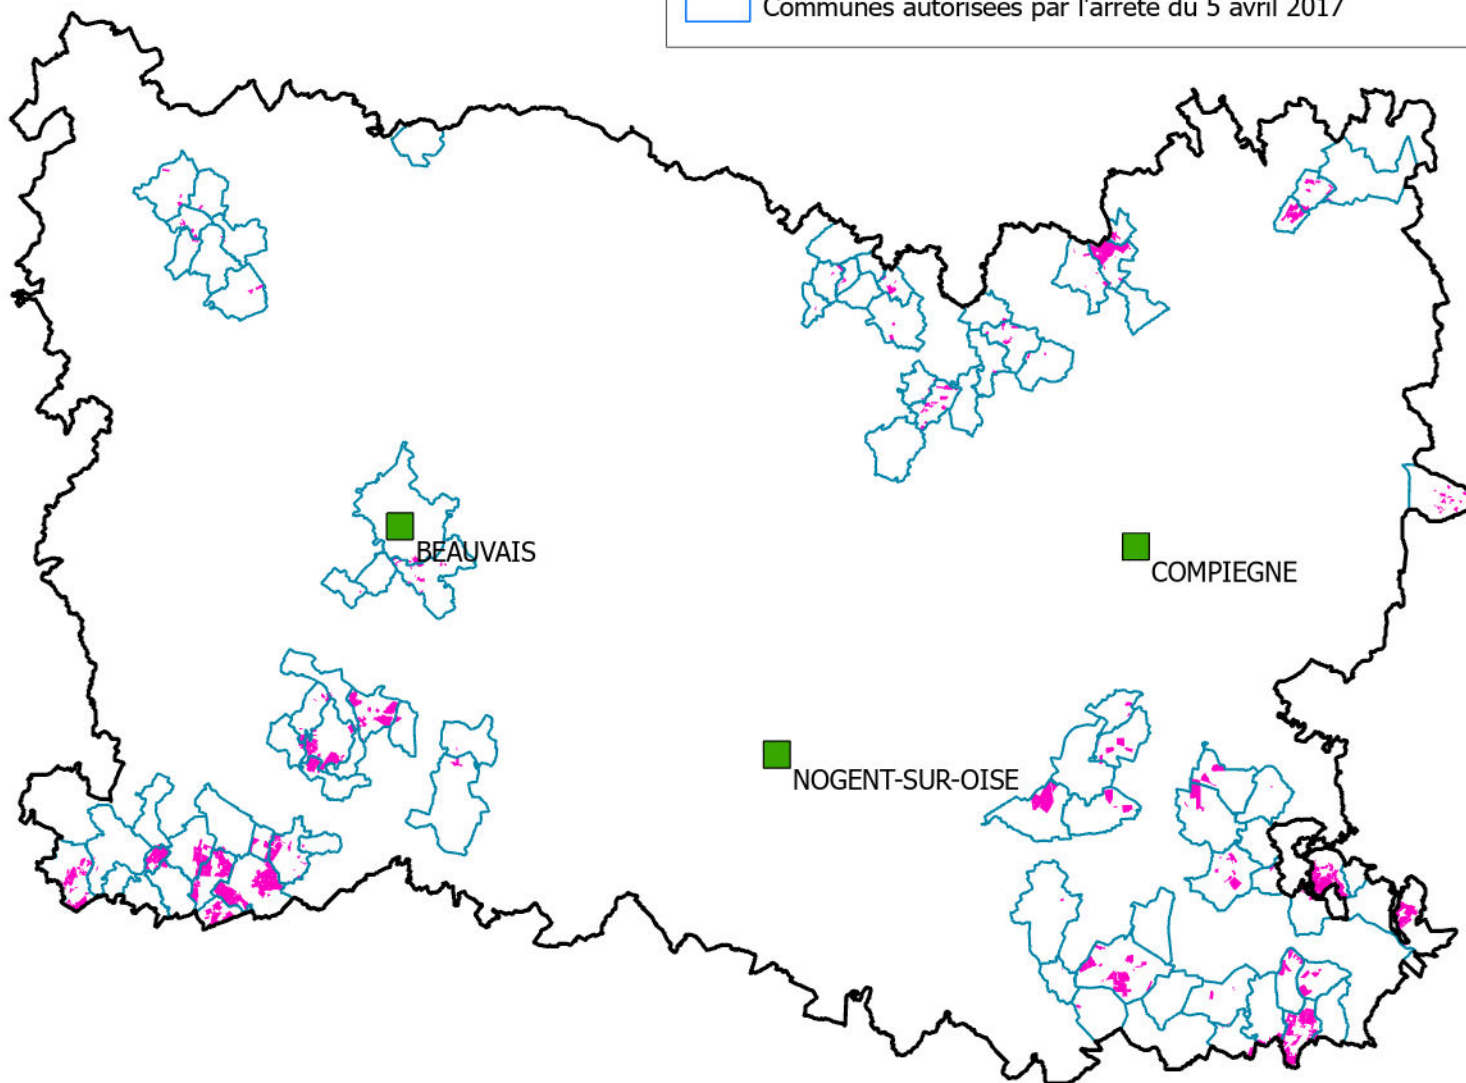 Communes autorisées par l'arrêté du 5 avril 2017
BEAUVAIS
COMPIEGNE
NOGENT-SUR-OISE